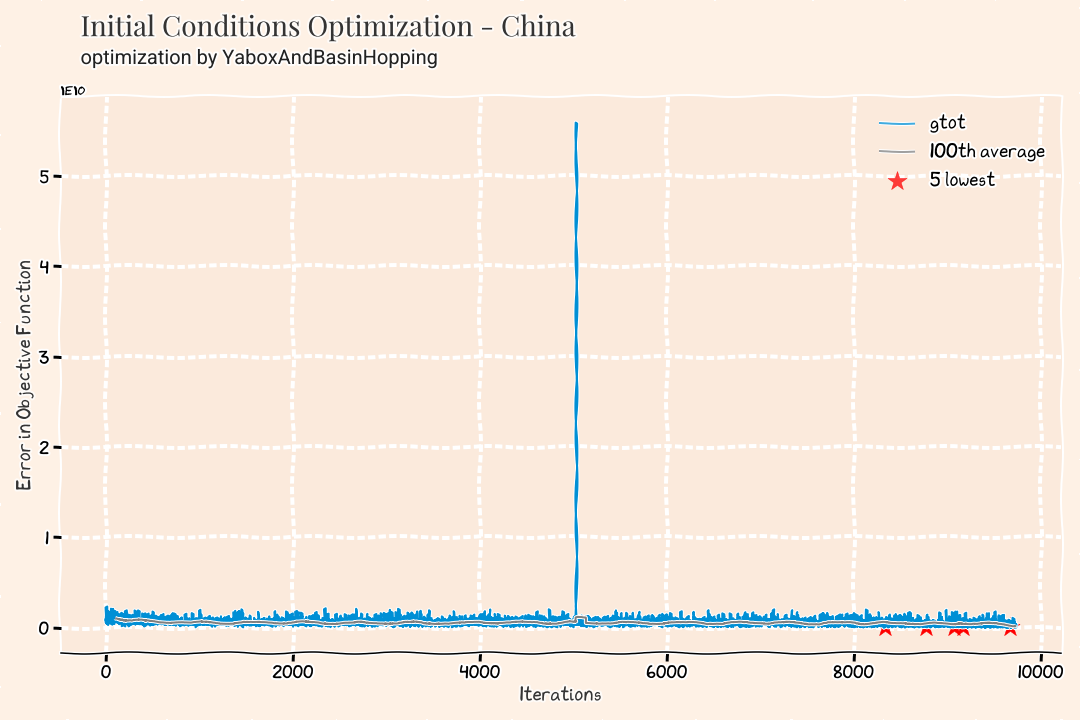 Initial Conditions Optimization - China
optimization by YaboxAndBasinHopping
1E10
gtot
100th average
5 lowest
5
4
3
2
1
0
Error in Objective Function
0 2000 4000 6000 8000 10000
Iterations